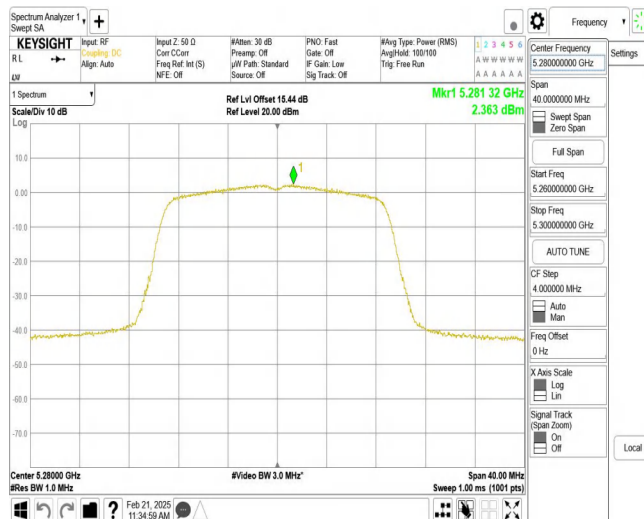 Spectrum Analyzer 1
Swept SA
Frequency
KEYSIGHT
RL
Input: RF
Coupling: DC
Align: Auto
Input Z: 50 Ω
Corr CCorr
Freq Ref: Int (S)
NFE: Off
#Atten: 30 dB
Preamp: Off
µW Path: Standard
Source: Off
PNO: Fast
Gate: Off
IF Gain: Low
Sig Track: Off
#Avg Type: Power (RMS)
Avg|Hold: 100/100
Trig: Free Run
1 2 3 4 5 6
A W W W W W
A A A A A A
1 Spectrum
Scale/Div 10 dB
Log
Ref Lvl Offset 15.44 dB
Ref Level 20.00 dBm
Mkr1 5.281 32 GHz
2.363 dBm
1
10.0
0.00
-10.0
-20.0
-30.0
-40.0
-50.0
-60.0
-70.0
Center 5.28000 GHz
#Res BW 1.0 MHz
#Video BW 3.0 MHz*
Span 40.00 MHz
Sweep 1.00 ms (1001 pts)
Feb 21, 2025
11:34:59 AM
Center Frequency
5.280000000 GHz
Settings
Span
40.0000000 MHz
Swept Span
Zero Span
Full Span
Start Freq
5.260000000 GHz
Stop Freq
5.300000000 GHz
AUTO TUNE
CF Step
4.000000 MHz
Auto
Man
Freq Offset
0 Hz
X Axis Scale
Log
Lin
Signal Track
(Span Zoom)
On
Off
Local